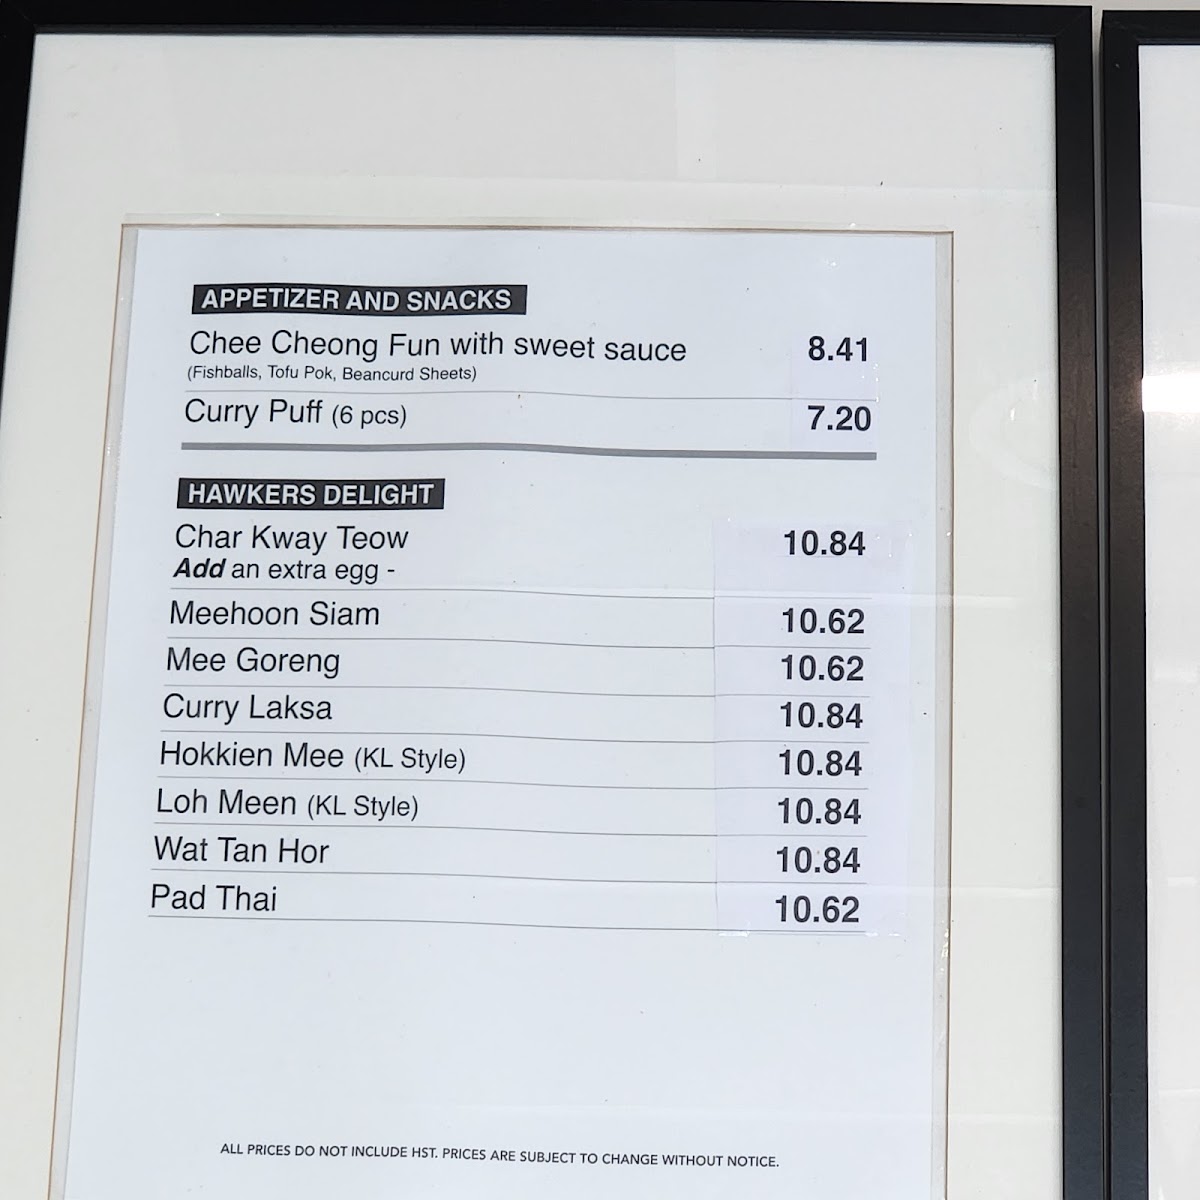 APPETIZER AND SNACKS
Chee Cheong Fun with sweet sauce 8.41
(Fishballs, Tofu Pok, Beancurd Sheets)
Curry Puff (6 pcs) 7.20
HAWKERS DELIGHT
Char Kway Teow 10.84
Add an extra egg -
Meehoon Siam 10.62
Mee Goreng 10.62
Curry Laksa 10.84
Hokkien Mee (KL Style) 10.84
Loh Meen (KL Style) 10.84
Wat Tan Hor 10.84
Pad Thai 10.62
ALL PRICES DO NOT INCLUDE HST. PRICES ARE SUBJECT TO CHANGE WITHOUT NOTICE.